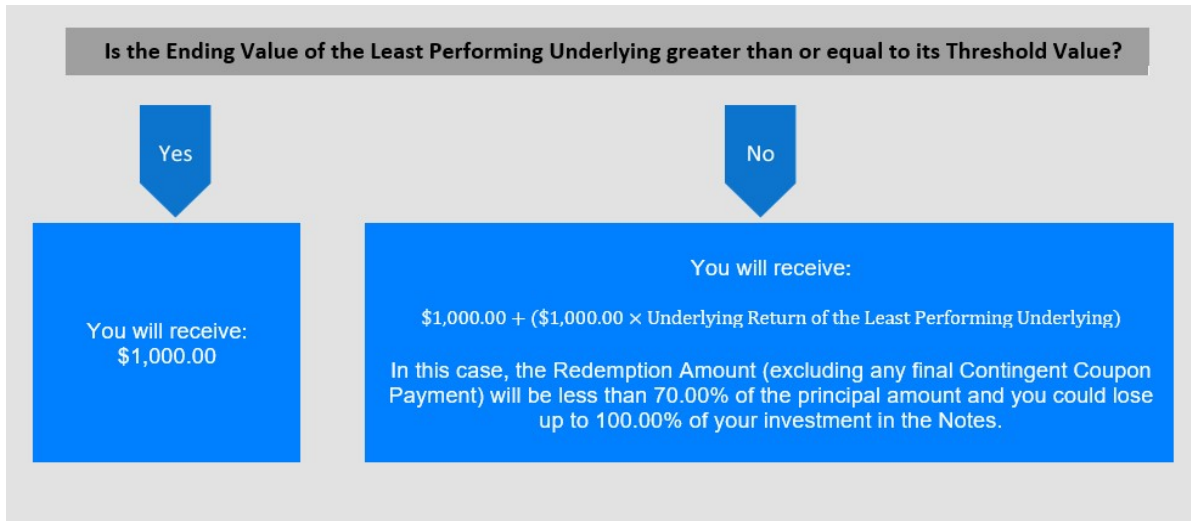 Is the Ending Value of the Least Performing Underlying greater than or equal to its Threshold Value?
Yes
No
You will receive:
$1,000.00
You will receive:
$1,000.00 + ($1,000.00 × Underlying Return of the Least Performing Underlying)
In this case, the Redemption Amount (excluding any final Contingent Coupon
Payment) will be less than 70.00% of the principal amount and you could lose
up to 100.00% of your investment in the Notes.